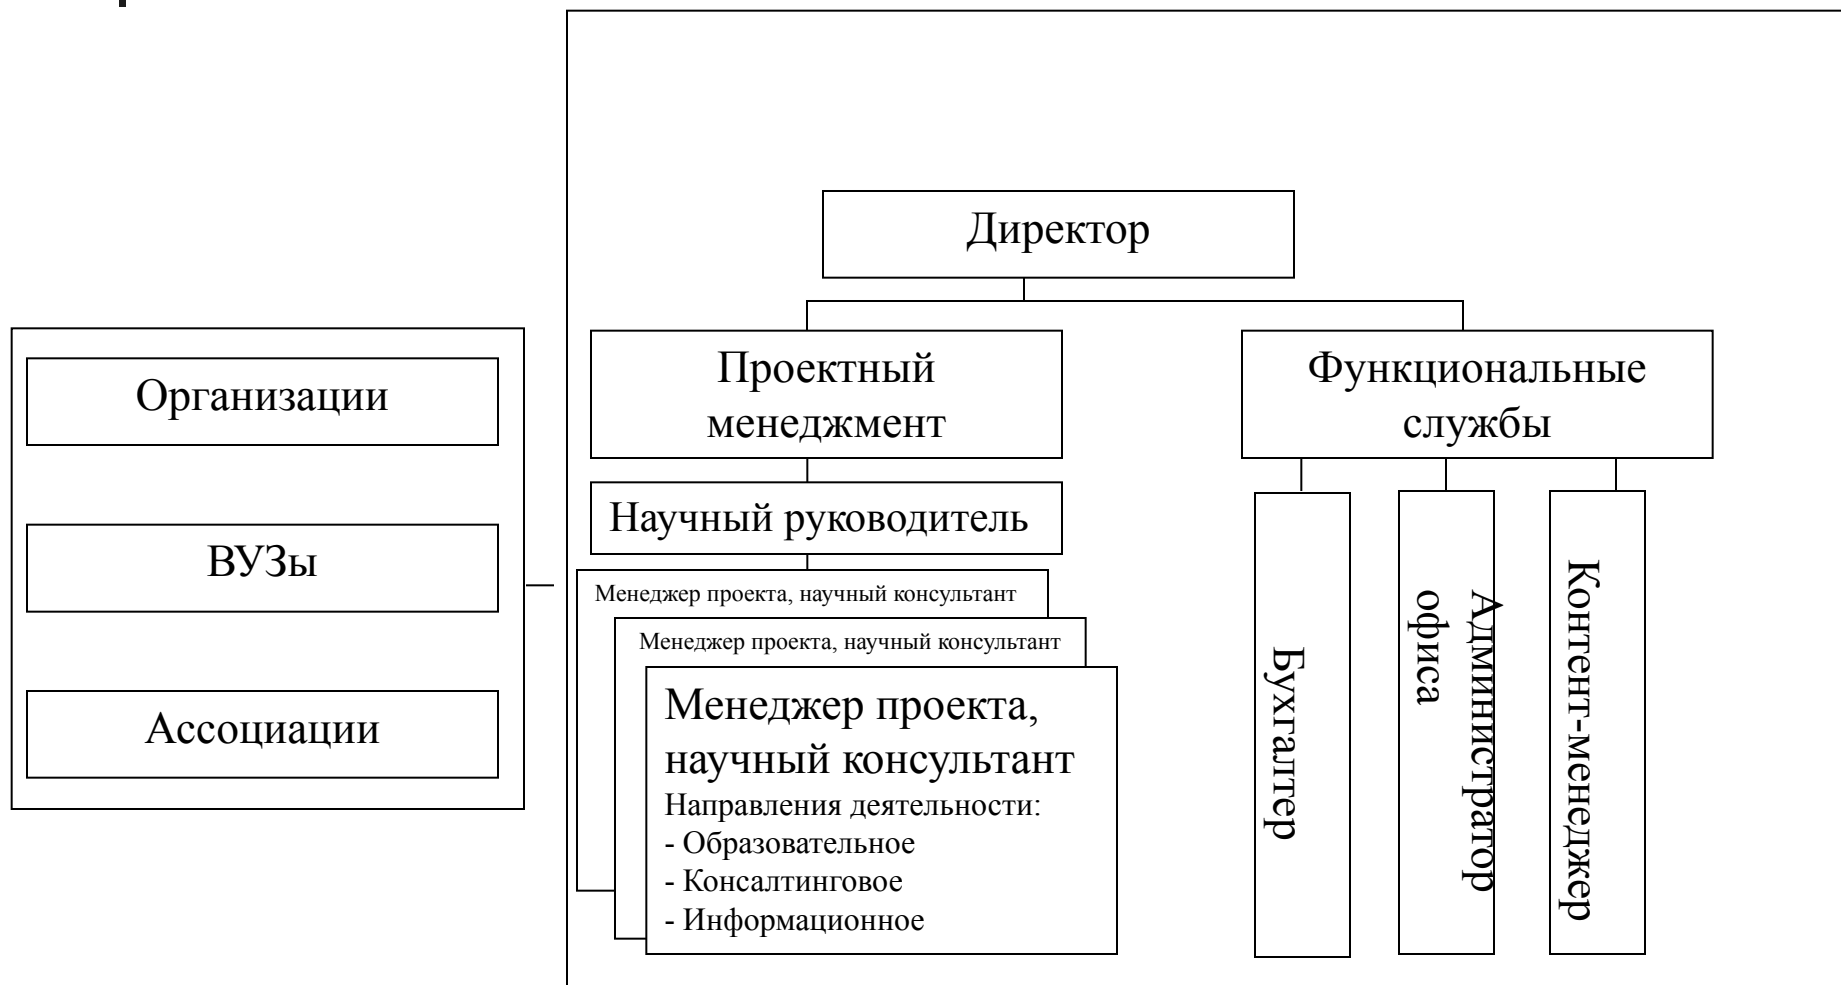 Директор
Организации
ВУЗы
Ассоциации
Проектный
менеджмент
Научный руководитель
Менеджер проекта, научный консультант
Менеджер проекта, научный консультант
Менеджер проекта,
научный консультант
Направления деятельности:
- Образовательное
- Консалтинговое
- Информационное
Функциональные
службы
Бухгалтер
Администратор
офиса
Контент-менеджер